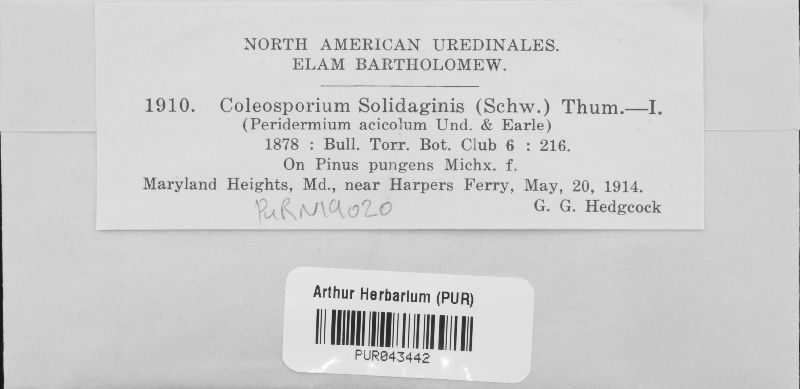 NORTH AMERICAN UREDINALES.
ELAM BARTHOLOMEW.
1910. Coleosporium Solidaginis (Schw.) Thum.—I.
(Peridermium acicolum Und. & Earle)
1878 : Bull. Torr. Bot. Club 6 : 216.
On Pinus pungens Michx. f.
Maryland Heights, Md., near Harpers Ferry, May, 20, 1914.
PURN19020
G. G. Hedgcock
Arthur Herbarium (PUR)
PUR043442